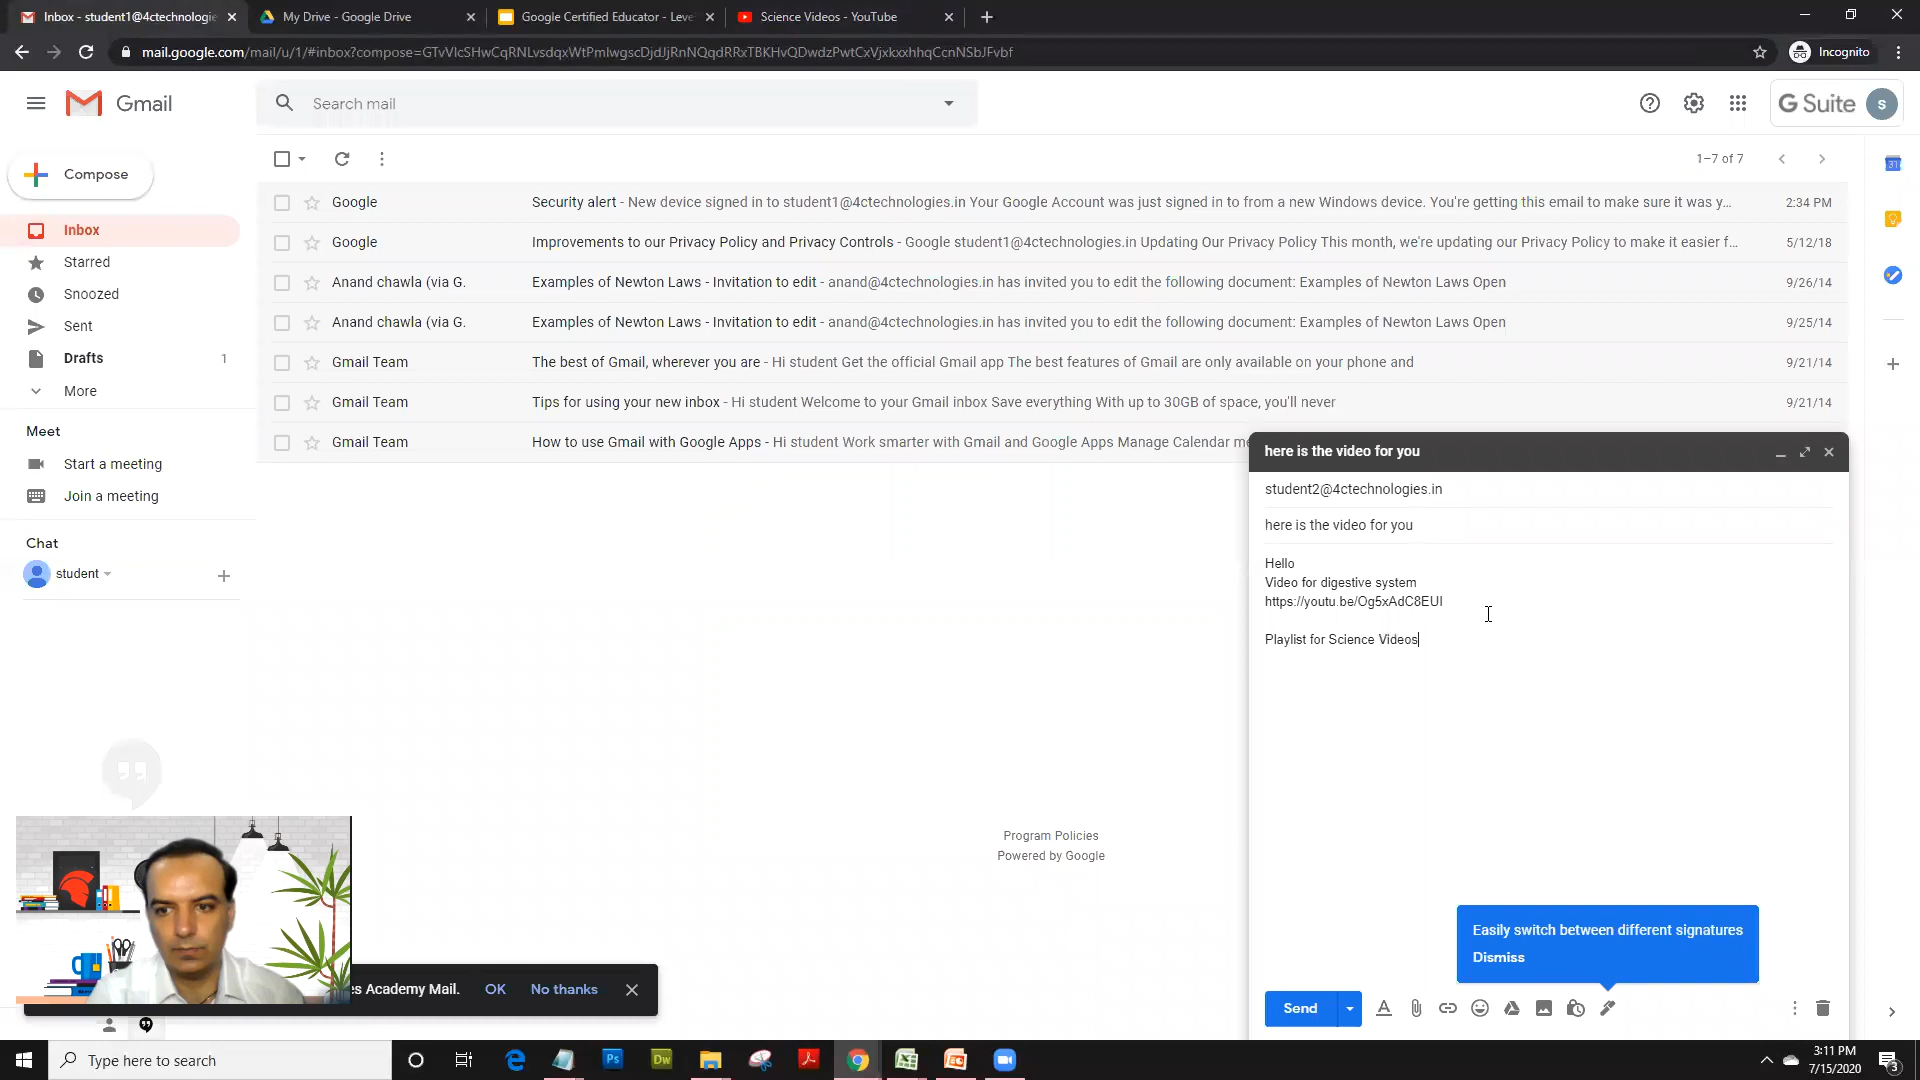 Inbox - student1@4ctechnologie
My Drive - Google Drive
Google Certified Educator - Leve
Science Videos - YouTube
mail.google.com/mail/u/1/#inbox?compose=GTvVlcSHwCqRNLvsdqxWtPmlwgscDjdJjRnNQqdRRxTBKHvQDwdzPwtCxVjxkxxhhqCcnNSbJFvbf
Incognito
Gmail
Search mail
G Suite
s
Compose
1–7 of 7
Inbox
Starred
Snoozed
Sent
Drafts 1
More
Meet
Start a meeting
Join a meeting
Chat
student
Google Security alert - New device signed in to student1@4ctechnologies.in Your Google Account was just signed in to from a new Windows device. You're getting this email to make sure it was y... 2:34 PM
Google Improvements to our Privacy Policy and Privacy Controls - Google student1@4ctechnologies.in Updating Our Privacy Policy This month, we're updating our Privacy Policy to make it easier f... 5/12/18
Anand chawla (via G. Examples of Newton Laws - Invitation to edit - anand@4ctechnologies.in has invited you to edit the following document: Examples of Newton Laws Open 9/26/14
Anand chawla (via G. Examples of Newton Laws - Invitation to edit - anand@4ctechnologies.in has invited you to edit the following document: Examples of Newton Laws Open 9/25/14
Gmail Team The best of Gmail, wherever you are - Hi student Get the official Gmail app The best features of Gmail are only available on your phone and 9/21/14
Gmail Team Tips for using your new inbox - Hi student Welcome to your Gmail inbox Save everything With up to 30GB of space, you'll never 9/21/14
Gmail Team How to use Gmail with Google Apps - Hi student Work smarter with Gmail and Google Apps Manage Calendar me
here is the video for you
student2@4ctechnologies.in
here is the video for you
Hello
Video for digestive system
https://youtu.be/Og5xAdC8EUI
Playlist for Science Videos
Program Policies
Powered by Google
Easily switch between different signatures
Dismiss
es Academy Mail. OK No thanks
Send
31
Type here to search
Ps
Dw
3:11 PM
7/15/2020
3